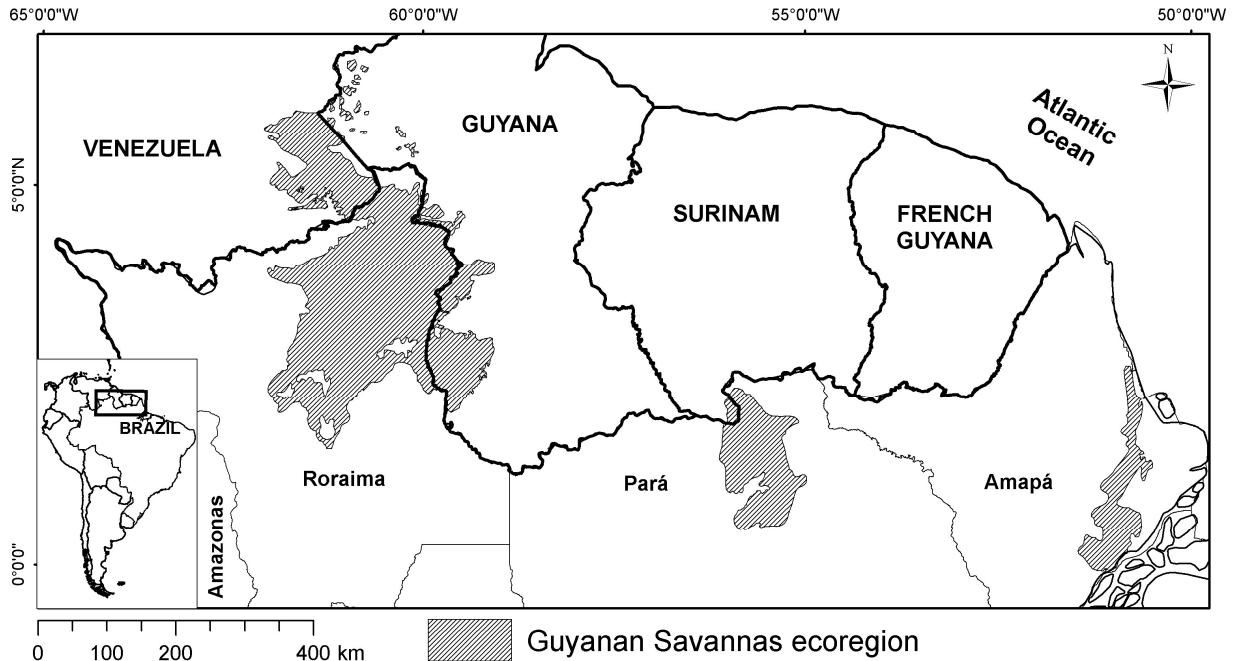 65°0'0"W 60°0'0"W 55°0'0"W 50°0'0"W
N
Atlantic
Ocean
VENEZUELA
GUYANA
5°0'0"N
SURINAM
FRENCH
GUYANA
BRAZIL
Roraima
Pará
Amapá
Amazonas
0°0'0"
0 100 200 400 km
Guyanan Savannas ecoregion